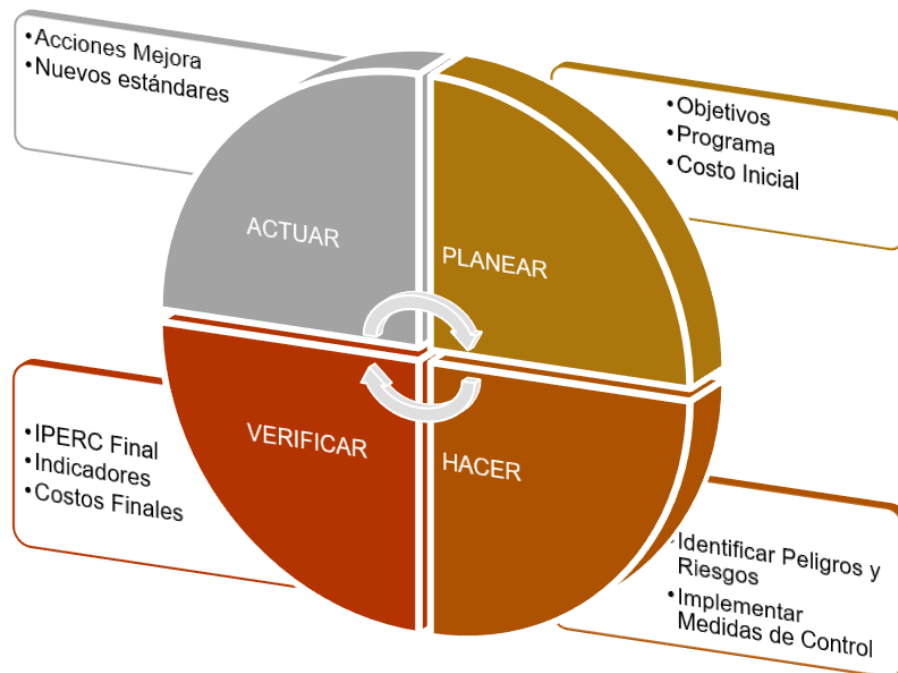 •Acciones Mejora
•Nuevos estándares
•Objetivos
•Programa
•Costo Inicial
ACTUAR
PLANEAR
VERIFICAR
HACER
•IPERC Final
•Indicadores
•Costos Finales
•Identificar Peligros y
Riesgos
•Implementar
Medidas de Control